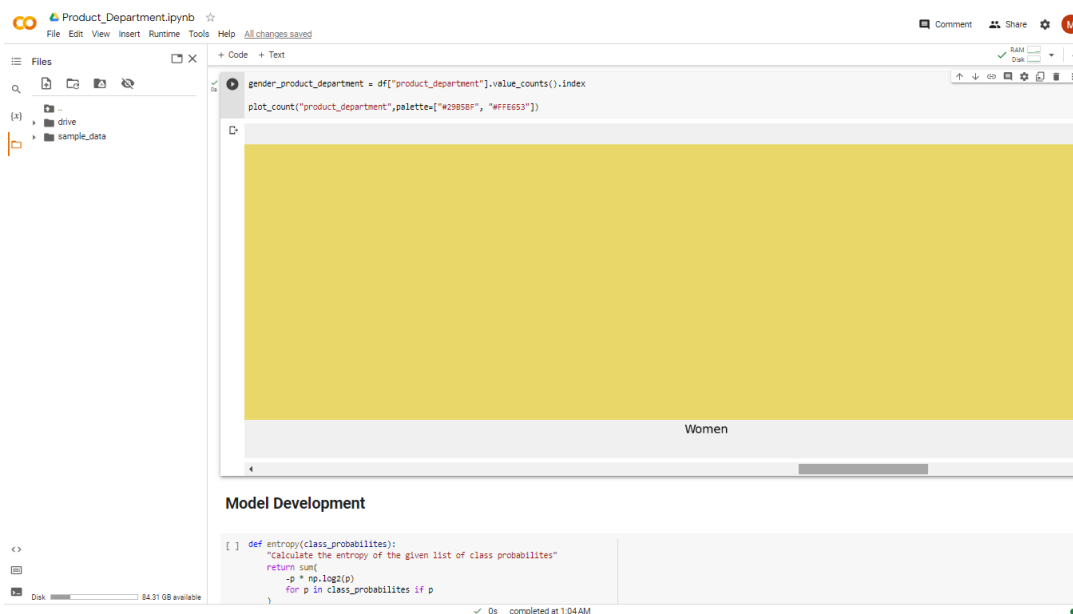 Product_Department.ipynb
File Edit View Insert Runtime Tools Help All changes saved
Comment Share M
Files
+ Code + Text
RAM
Disk
{x}
..
drive
sample_data
0s
gender_product_department = df["product_department"].value_counts().index
plot_count("product_department",palette=["#29B5BF", "#FFE653"])
Women
Model Development
[ ] def entropy(class_probabilites):
"Calculate the entropy of the given list of class probabilites"
return sum(
-p * np.log2(p)
for p in class_probabilites if p
)
Disk 84.31 GB available
0s completed at 1:04 AM